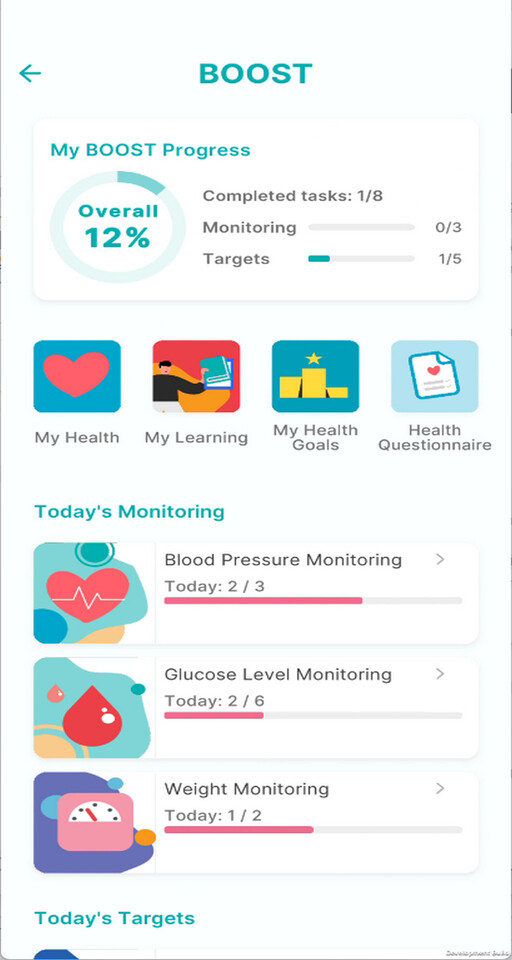 BOOST
My BOOST Progress
Overall
12%
Completed tasks: 1/8
Monitoring 0/3
Targets 1/5
My Health
My Learning
My Health
Goals
Health
Questionnaire
Today's Monitoring
Blood Pressure Monitoring
Today: 2 / 3
Glucose Level Monitoring
Today: 2 / 6
Weight Monitoring
Today: 1 / 2
Today's Targets
Development Build